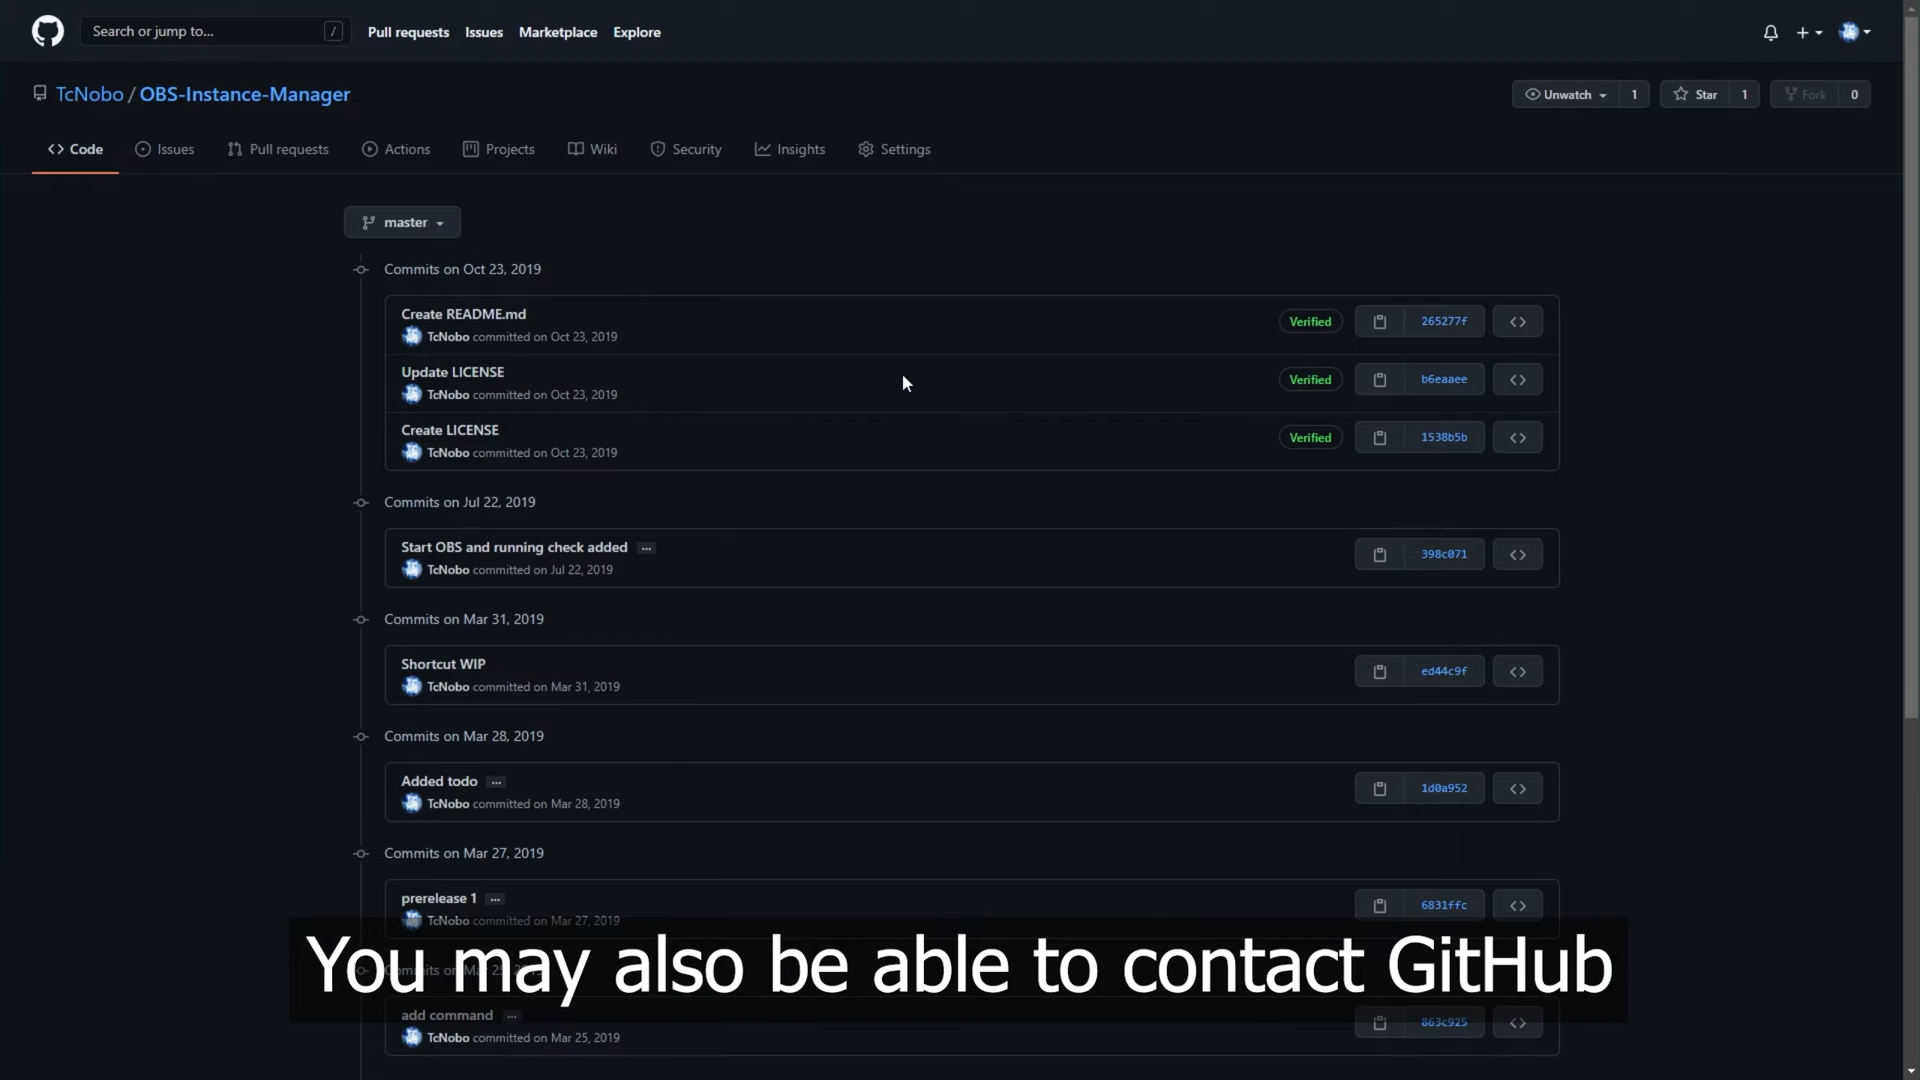 Search or jump to... /
Pull requests Issues Marketplace Explore
TcNobo / OBS-Instance-Manager
Unwatch 1 Star 1 Fork 0
Code Issues Pull requests Actions Projects Wiki Security Insights Settings
master
Commits on Oct 23, 2019
Create README.md
TcNobo committed on Oct 23, 2019
Verified 265277f
Update LICENSE
TcNobo committed on Oct 23, 2019
Verified b6eaaee
Create LICENSE
TcNobo committed on Oct 23, 2019
Verified 1538b5b
Commits on Jul 22, 2019
Start OBS and running check added ...
TcNobo committed on Jul 22, 2019
398c071
Commits on Mar 31, 2019
Shortcut WIP
TcNobo committed on Mar 31, 2019
ed44c9f
Commits on Mar 28, 2019
Added todo ...
TcNobo committed on Mar 28, 2019
1d0a952
Commits on Mar 27, 2019
prerelease 1 ...
TcNobo committed on Mar 27, 2019
6831ffc
You may also be able to contact GitHub
add command ...
TcNobo committed on Mar 25, 2019
863c925